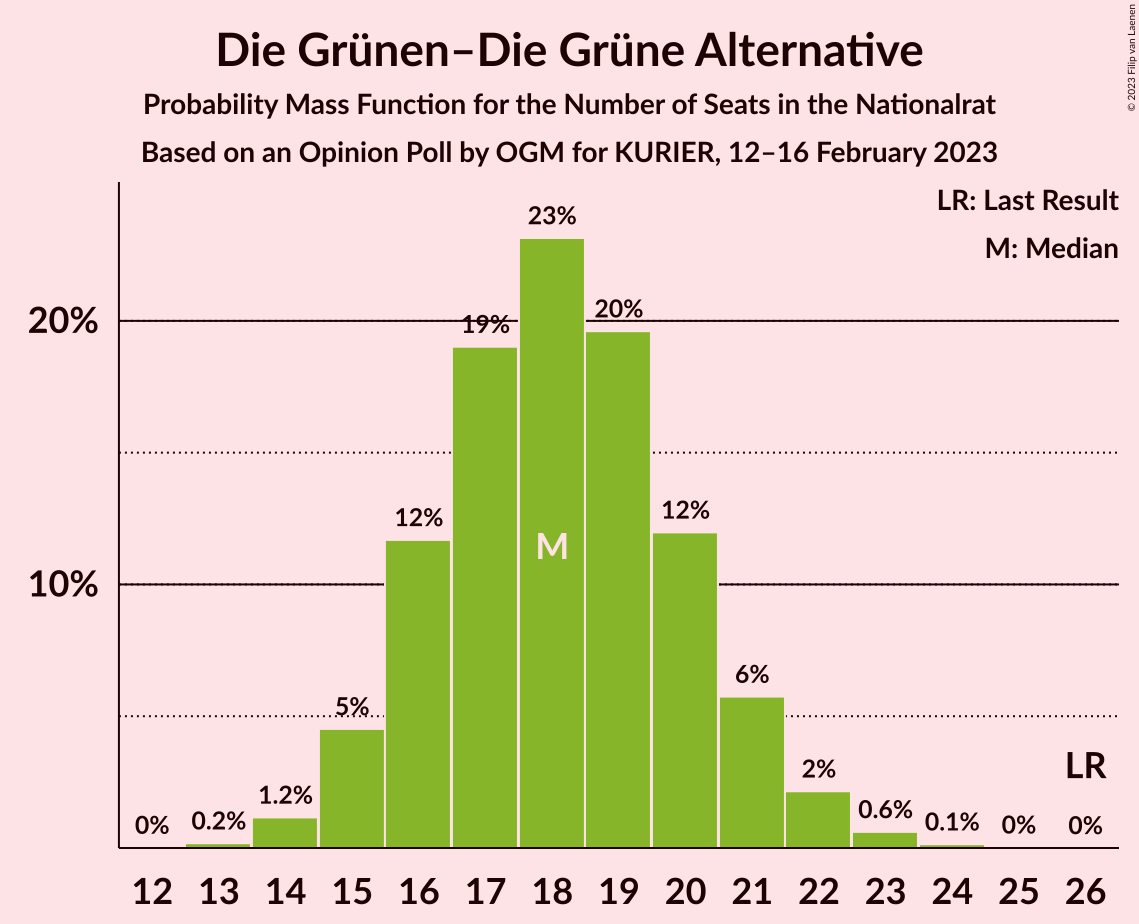 Die Grünen–Die Grüne Alternative
Probability Mass Function for the Number of Seats in the Nationalrat
Based on an Opinion Poll by OGM for KURIER, 12–16 February 2023
© 2023 Filip van Laenen
LR: Last Result
M: Median
20%
10%
0%
0.2%
1.2%
5%
12%
19%
23%
20%
12%
6%
2%
0.6%
0.1%
0%
0%
M
LR
12 13 14 15 16 17 18 19 20 21 22 23 24 25 26